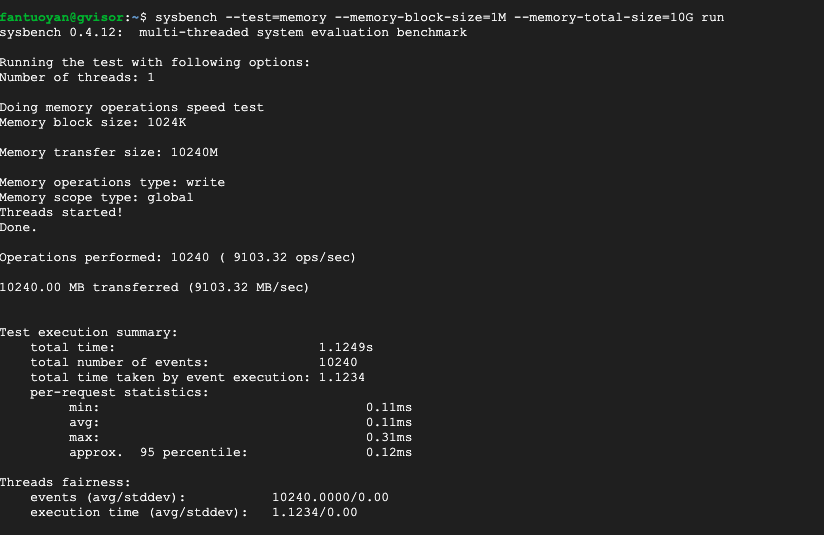 fantuoyan@gvisor:~$ sysbench --test=memory --memory-block-size=1M --memory-total-size=10G run
sysbench 0.4.12:  multi-threaded system evaluation benchmark

Running the test with following options:
Number of threads: 1

Doing memory operations speed test
Memory block size: 1024K

Memory transfer size: 10240M

Memory operations type: write
Memory scope type: global
Threads started!
Done.

Operations performed: 10240 ( 9103.32 ops/sec)

10240.00 MB transferred (9103.32 MB/sec)


Test execution summary:
    total time:                          1.1249s
    total number of events:              10240
    total time taken by event execution: 1.1234
    per-request statistics:
         min:                                  0.11ms
         avg:                                  0.11ms
         max:                                  0.31ms
         approx.  95 percentile:               0.12ms

Threads fairness:
    events (avg/stddev):           10240.0000/0.00
    execution time (avg/stddev):   1.1234/0.00